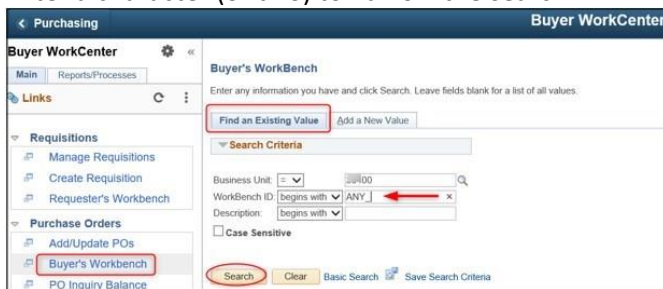 Purchasing
Buyer WorkCenter
Buyer WorkCenter
Main Reports/Processes
Links
Requisitions
Manage Requisitions
Create Requisition
Requester's Workbench
Purchase Orders
Add/Update POs
Buyer's Workbench
PO Inquiry Balance
Buyer's WorkBench
Enter any information you have and click Search. Leave fields blank for a list of all values.
Find an Existing Value Add a New Value
Search Criteria
Business Unit: =
WorkBench ID: begins with ANY_
Description: begins with
Case Sensitive
Search Clear Basic Search Save Search Criteria